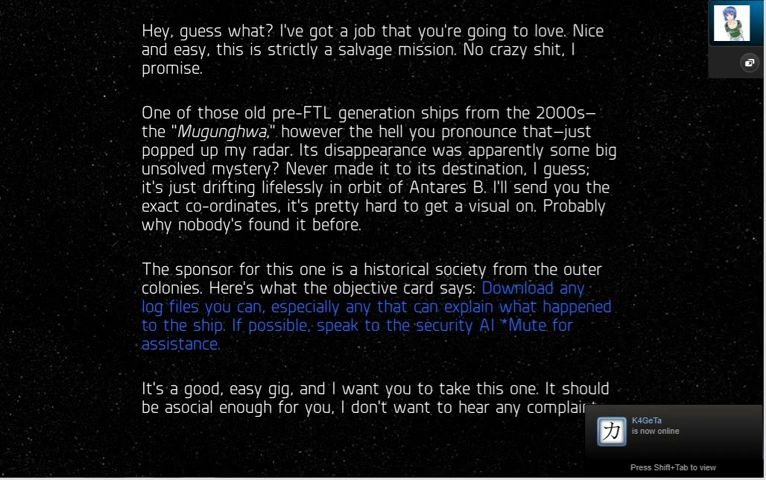 Hey, guess what? I've got a job that you're going to love. Nice
and easy, this is strictly a salvage mission. No crazy shit, I
promise.
One of those old pre-FTL generation ships from the 2000s—
the "Mugunghwa," however the hell you pronounce that—just
popped up my radar. Its disappearance was apparently some big
unsolved mystery? Never made it to its destination, I guess;
it's just drifting lifelessly in orbit of Antares B. I'll send you the
exact co-ordinates, it's pretty hard to get a visual on. Probably
why nobody's found it before.
The sponsor for this one is a historical society from the outer
colonies. Here's what the objective card says: Download any
log files you can, especially any that can explain what happened
to the ship. If possible, speak to the security AI *Mute for
assistance.
It's a good, easy gig, and I want you to take this one. It should
be asocial enough for you, I don't want to hear any
力
K4GeTa
is now online
Press Shift+Tab to view